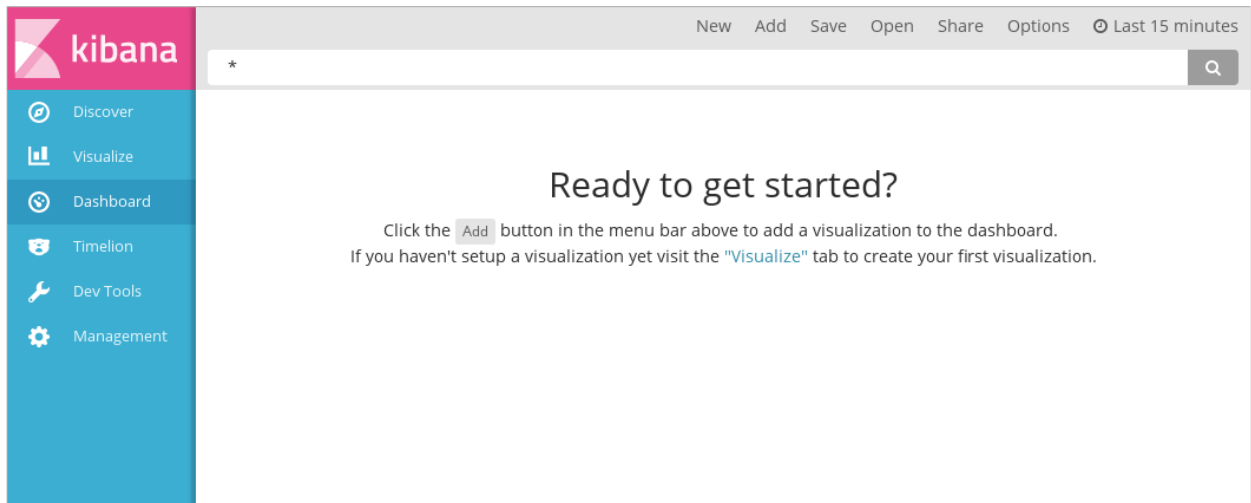 kibana
New Add Save Open Share Options Last 15 minutes
*
Discover
Visualize
Dashboard
Timelion
Dev Tools
Management
Ready to get started?
Click the Add button in the menu bar above to add a visualization to the dashboard.
If you haven't setup a visualization yet visit the "Visualize" tab to create your first visualization.